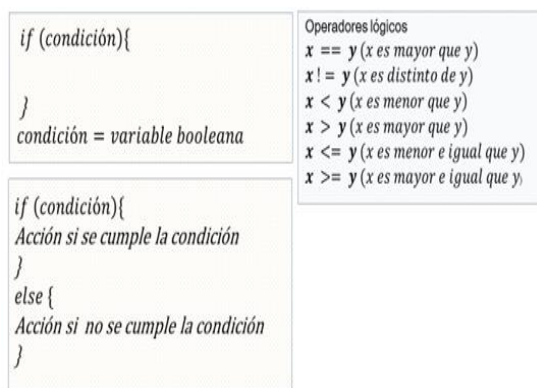 if (condición){
}
condición = variable booleana
if (condición){
Acción si se cumple la condición
}
else {
Acción si no se cumple la condición
}
Operadores lógicos
x == y (x es mayor que y)
x! = y (x es distinto de y)
x < y (x es menor que y)
x > y (x es mayor que y)
x <= y (x es menor e igual que y)
x >= y (x es mayor e igual que y)